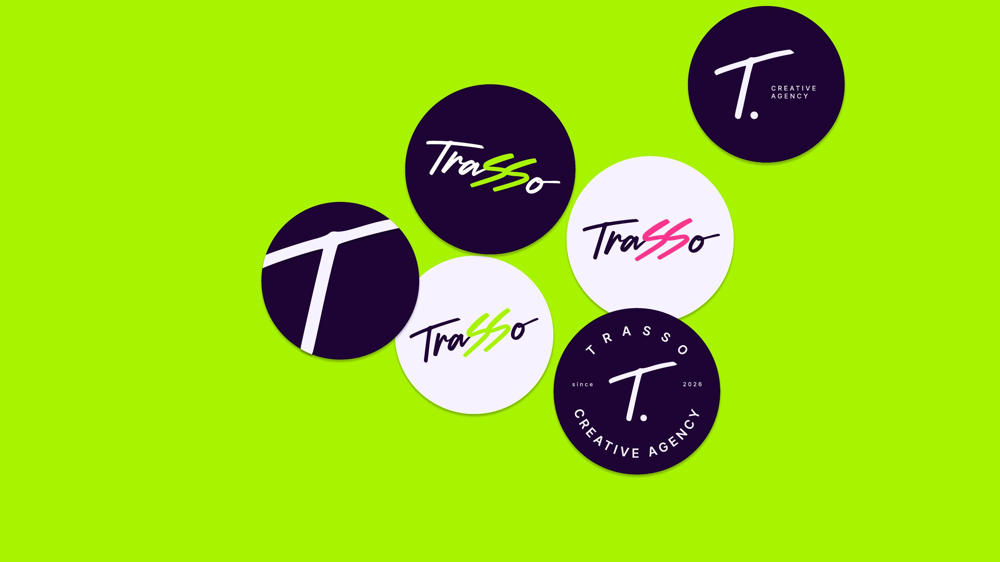 T.
CREATIVE
AGENCY
Trasso
Trasso
T
Trasso
TRASSO
since
T.
2026
CREATIVE AGENCY